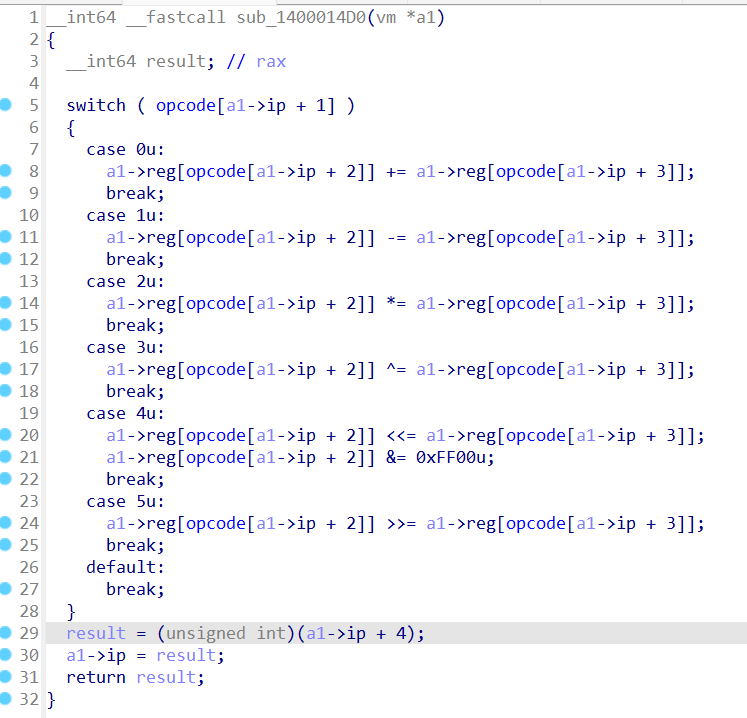 1 __int64 __fastcall sub_1400014D0(vm *a1)
2 {
3 __int64 result; // rax
4
5 switch ( opcode[a1->ip + 1] )
6 {
7 case 0u:
8 a1->reg[opcode[a1->ip + 2]] += a1->reg[opcode[a1->ip + 3]];
9 break;
10 case 1u:
11 a1->reg[opcode[a1->ip + 2]] -= a1->reg[opcode[a1->ip + 3]];
12 break;
13 case 2u:
14 a1->reg[opcode[a1->ip + 2]] *= a1->reg[opcode[a1->ip + 3]];
15 break;
16 case 3u:
17 a1->reg[opcode[a1->ip + 2]] ^= a1->reg[opcode[a1->ip + 3]];
18 break;
19 case 4u:
20 a1->reg[opcode[a1->ip + 2]] <<= a1->reg[opcode[a1->ip + 3]];
21 a1->reg[opcode[a1->ip + 2]] &= 0xFF00u;
22 break;
23 case 5u:
24 a1->reg[opcode[a1->ip + 2]] >>= a1->reg[opcode[a1->ip + 3]];
25 break;
26 default:
27 break;
28 }
29 result = (unsigned int)(a1->ip + 4);
30 a1->ip = result;
31 return result;
32 }